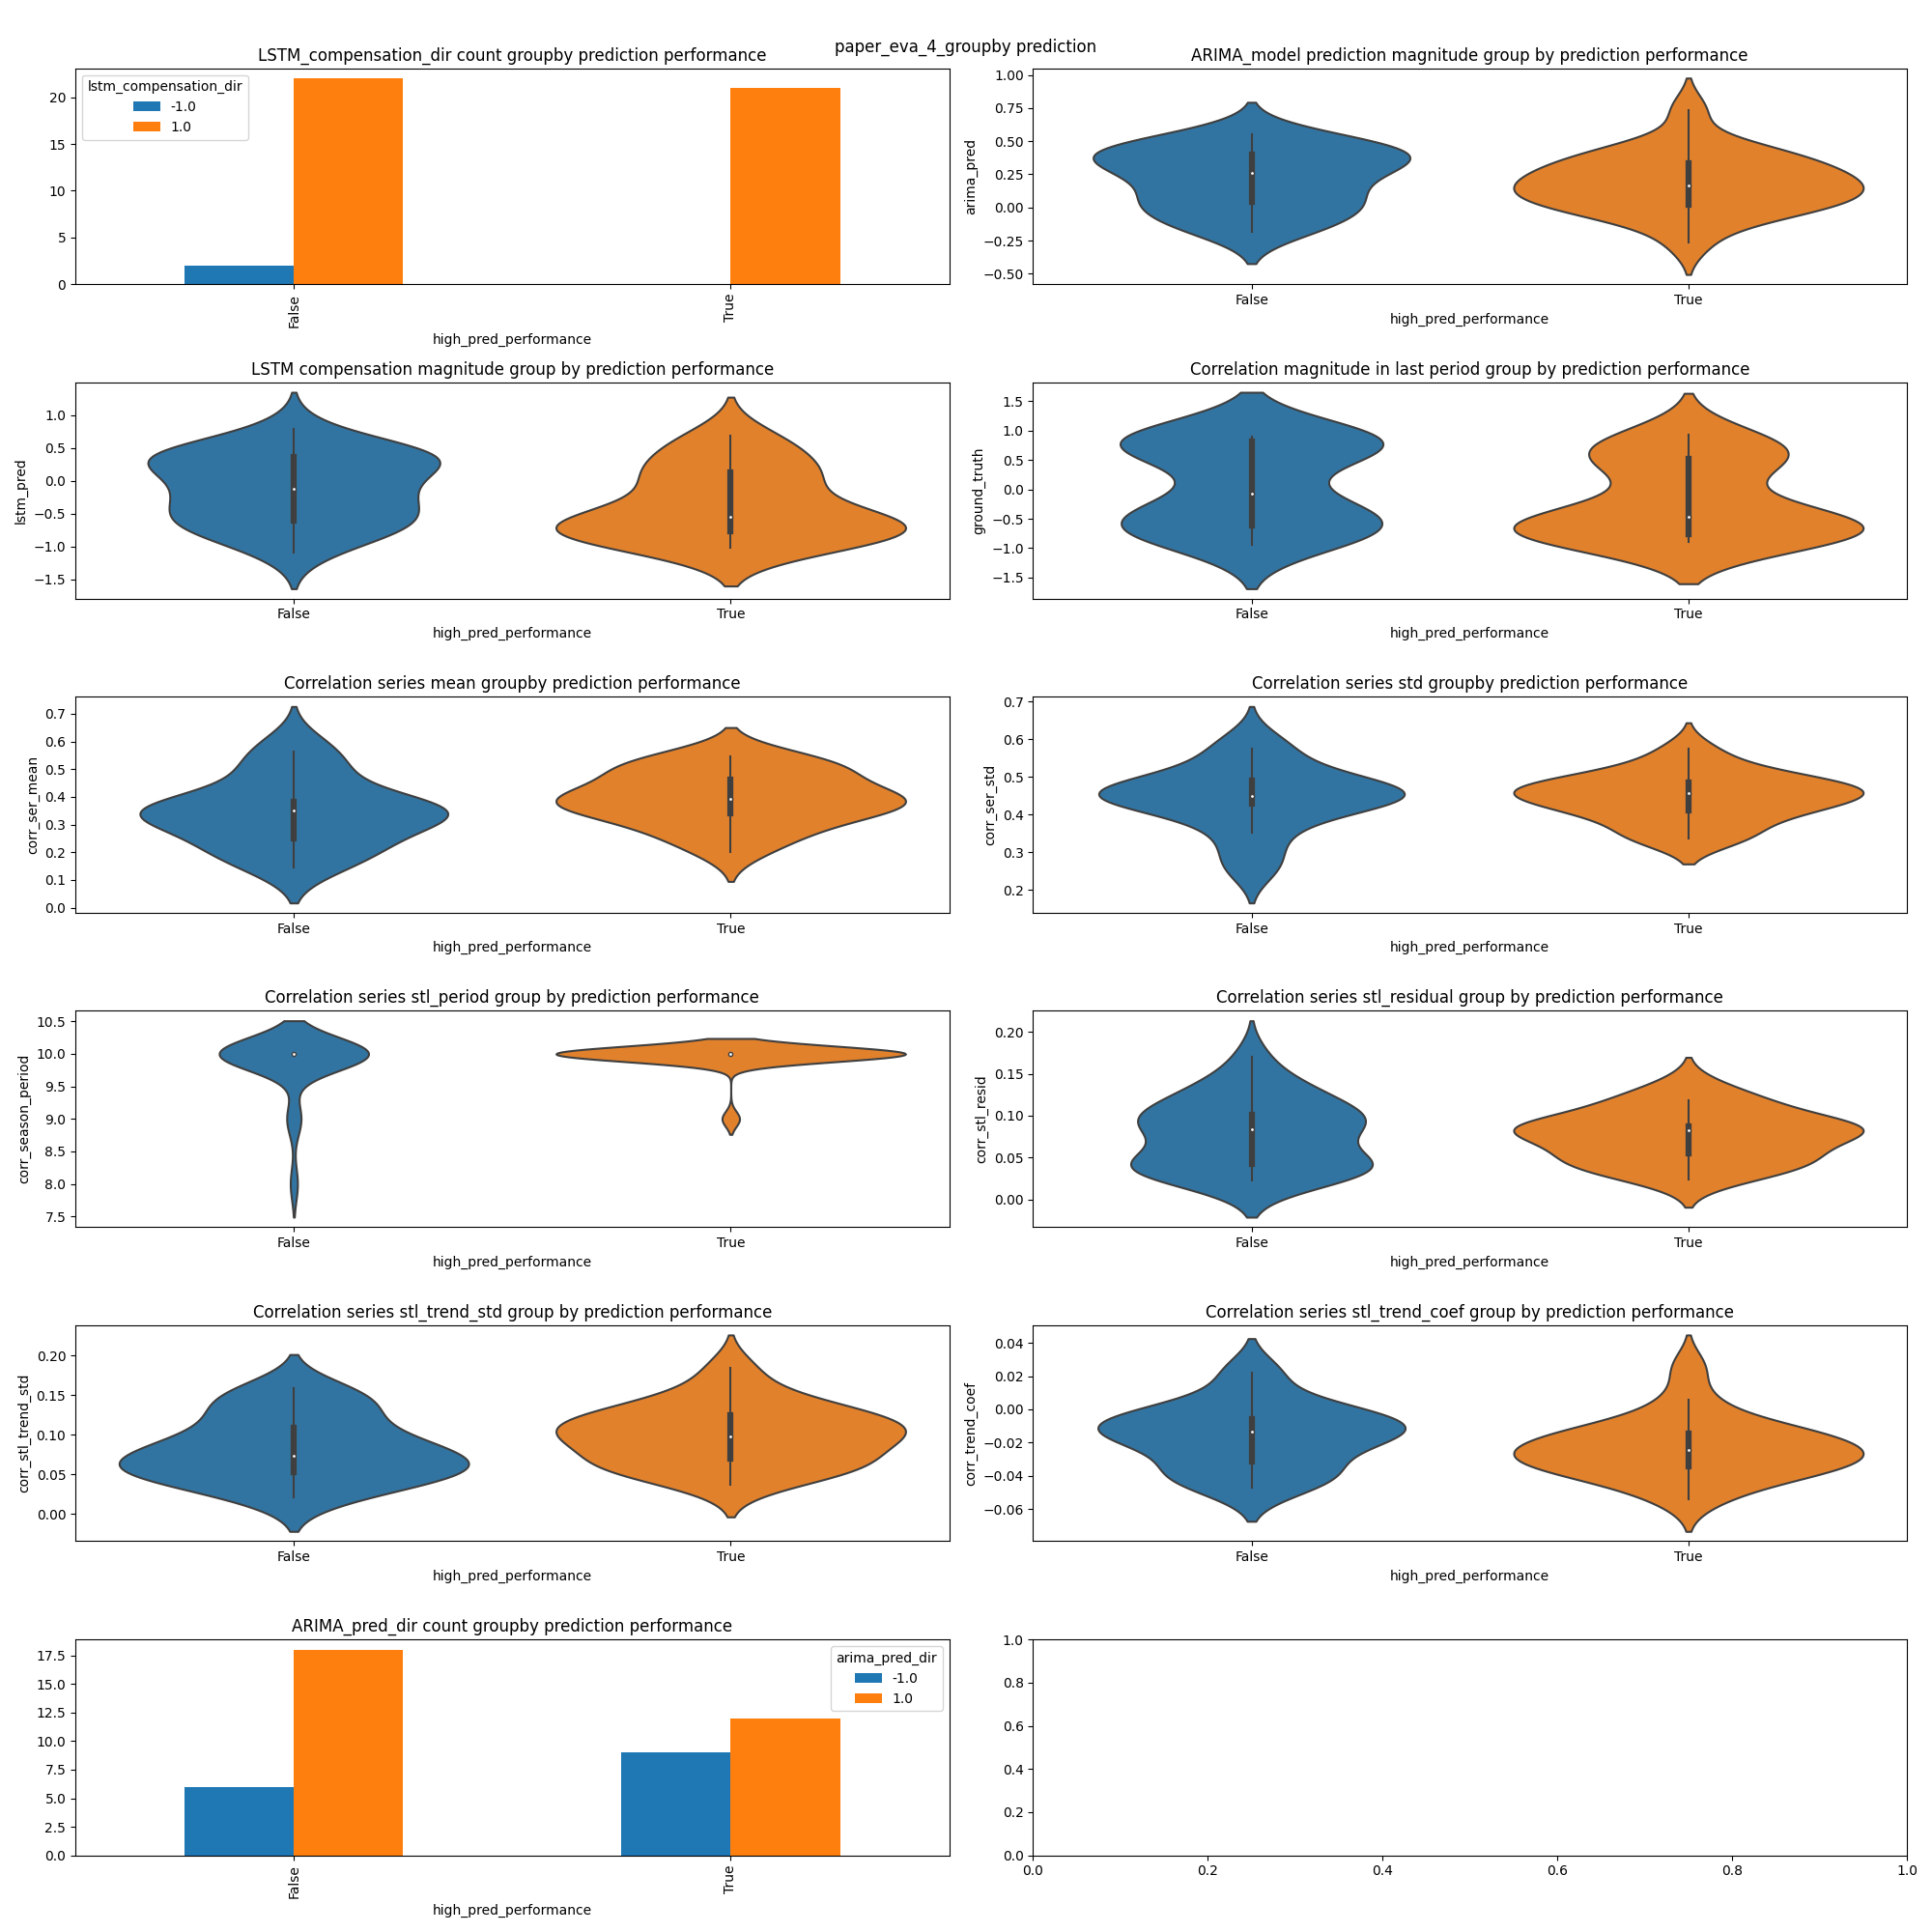 paper_eva_4_groupby prediction
LSTM_compensation_dir count groupby prediction performance
lstm_compensation_dir
-1.0
1.0
20
15
10
5
0
False
True
high_pred_performance
ARIMA_model prediction magnitude group by prediction performance
arima_pred
1.00
0.75
0.50
0.25
0.00
−0.25
−0.50
False
True
high_pred_performance
LSTM compensation magnitude group by prediction performance
lstm_pred
1.0
0.5
0.0
−0.5
−1.0
−1.5
False
True
high_pred_performance
Correlation magnitude in last period group by prediction performance
ground_truth
1.5
1.0
0.5
0.0
−0.5
−1.0
−1.5
False
True
high_pred_performance
Correlation series mean groupby prediction performance
corr_ser_mean
0.7
0.6
0.5
0.4
0.3
0.2
0.1
0.0
False
True
high_pred_performance
Correlation series std groupby prediction performance
corr_ser_std
0.7
0.6
0.5
0.4
0.3
0.2
False
True
high_pred_performance
Correlation series stl_period group by prediction performance
corr_season_period
10.5
10.0
9.5
9.0
8.5
8.0
7.5
False
True
high_pred_performance
Correlation series stl_residual group by prediction performance
corr_stl_resid
0.20
0.15
0.10
0.05
0.00
False
True
high_pred_performance
Correlation series stl_trend_std group by prediction performance
corr_stl_trend_std
0.20
0.15
0.10
0.05
0.00
False
True
high_pred_performance
Correlation series stl_trend_coef group by prediction performance
corr_trend_coef
0.04
0.02
0.00
−0.02
−0.04
−0.06
False
True
high_pred_performance
ARIMA_pred_dir count groupby prediction performance
arima_pred_dir
-1.0
1.0
17.5
15.0
12.5
10.0
7.5
5.0
2.5
0.0
False
True
high_pred_performance
1.0
0.8
0.6
0.4
0.2
0.0
0.0
0.2
0.4
0.6
0.8
1.0